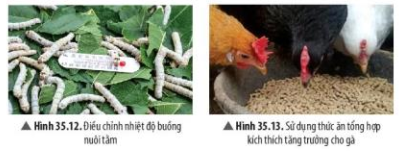 ▲ Hình 35.12. Điều chỉnh nhiệt độ buồng
nuôi tằm
▲ Hình 35.13. Sử dụng thức ăn tổng hợp
kích thích tăng trưởng cho gà